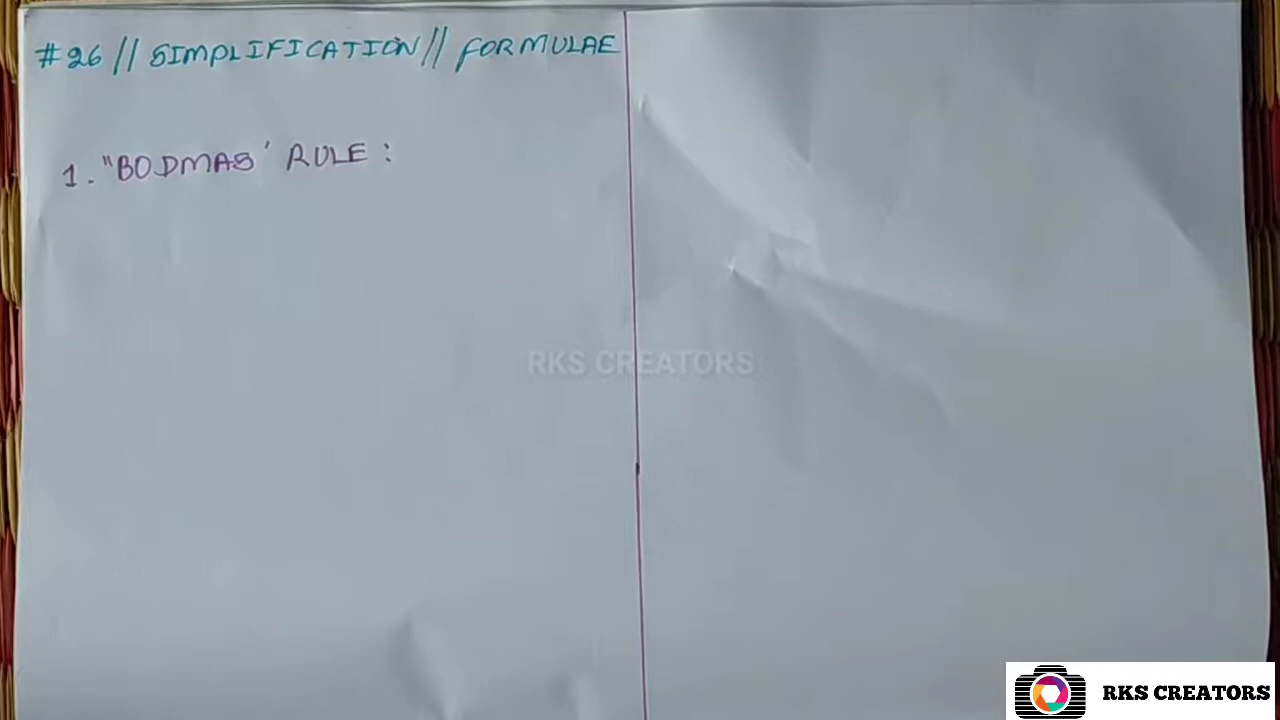 #26 // SIMPLIFICATION // FORMULAE
1. "BODMAS' RULE :
RKS CREATORS
RKS CREATORS